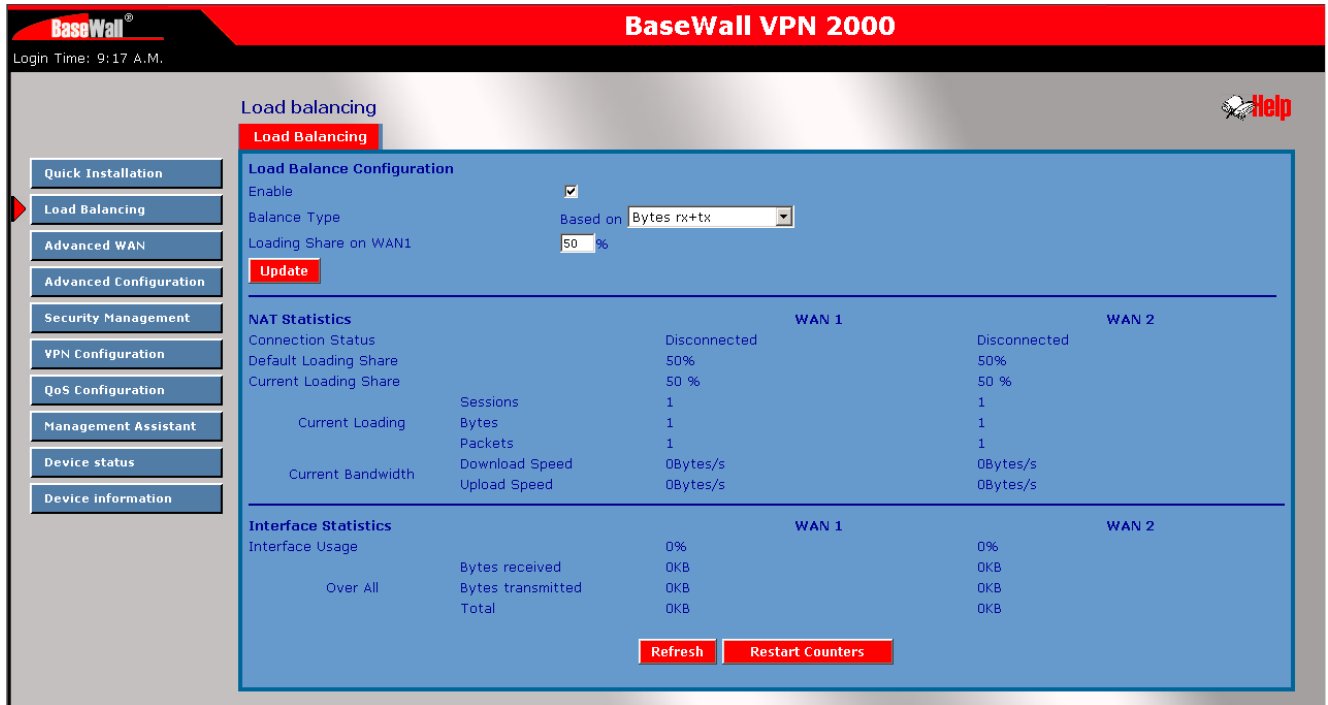 BaseWall®
BaseWall VPN 2000
Login Time: 9:17 A.M.
Load balancing
Help
Load Balancing
Quick Installation
Load Balancing
Advanced WAN
Advanced Configuration
Security Management
VPN Configuration
QoS Configuration
Management Assistant
Device status
Device information
Load Balance Configuration
Enable
Balance Type Based on Bytes rx+tx
Loading Share on WAN1 50 %
Update
NAT Statistics WAN 1 WAN 2
Connection Status Disconnected Disconnected
Default Loading Share 50% 50%
Current Loading Share 50 % 50 %
Sessions 1 1
Current Loading Bytes 1 1
Packets 1 1
Download Speed 0Bytes/s 0Bytes/s
Current Bandwidth
Upload Speed 0Bytes/s 0Bytes/s
Interface Statistics WAN 1 WAN 2
Interface Usage 0% 0%
Bytes received 0KB 0KB
Over All Bytes transmitted 0KB 0KB
Total 0KB 0KB
Refresh Restart Counters